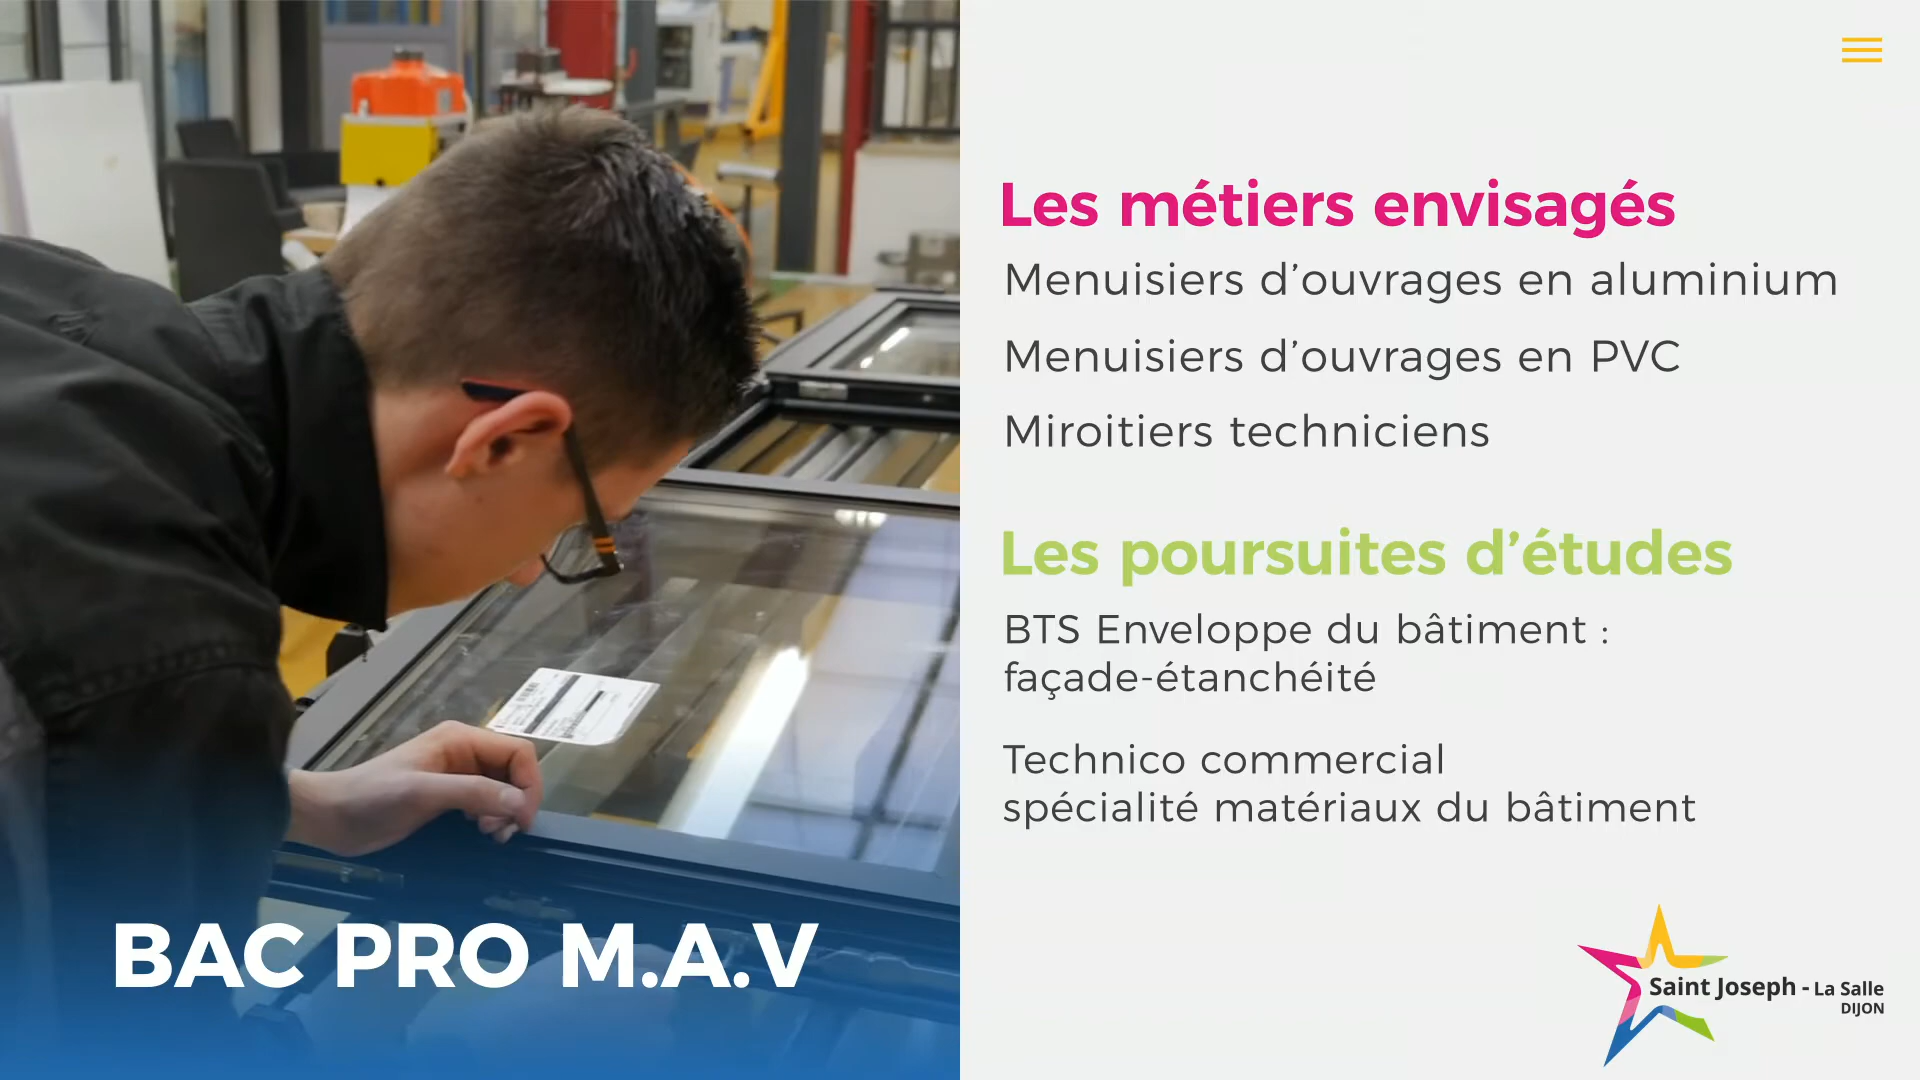 Les métiers envisagés
Menuisiers d’ouvrages en aluminium
Menuisiers d’ouvrages en PVC
Miroitiers techniciens
Les poursuites d’études
BTS Enveloppe du bâtiment :
façade-étanchéité
Technico commercial
spécialité matériaux du bâtiment
BAC PRO M.A.V
Saint Joseph - La Salle
DIJON